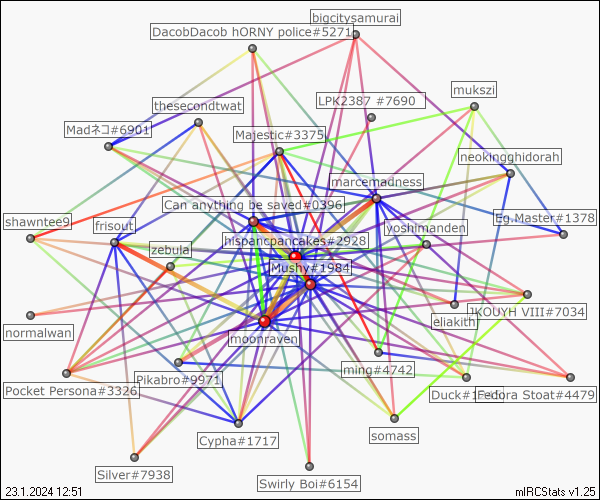 bigcitysamurai
DacobDacob hORNY police#5271
mukszi
LPK2387 #7690
thesecondtwat
Madネコ#6901
Majestic#3375
neokingghidorah
marcemadness
Can anything be saved#0396
shawntee9
frisout
Eg.Master#1378
yoshimanden
hispancpancakes#2928
zebula
Mushy#1984
JKOUYH VIII#7034
eliakith
normalwan
moonraven
ming#4742
Pikabro#9971
Pocket Persona#3326
Fedora Stoat#4479
somass
Cypha#1717
Silver#7938
Swirly Boi#6154
23.1.2024 12:51
mIRCStats v1.25